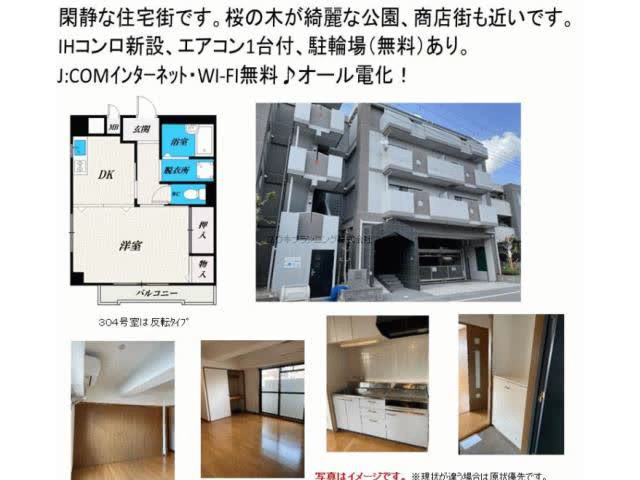 閑静な住宅街です。桜の木が綺麗な公園、商店街も近いです。
IHコンロ新設、エアコン1台付、駐輪場（無料）あり。
J:COMインターネット・WI-FI無料♪オール電化！
MB
玄関
浴室
脱衣所
DK
WC
洋室
押入
物入
バルコニー
304号室は反転ﾀｲﾌﾟ
写真はイメージです。 ※現状が違う場合は原状優先です。